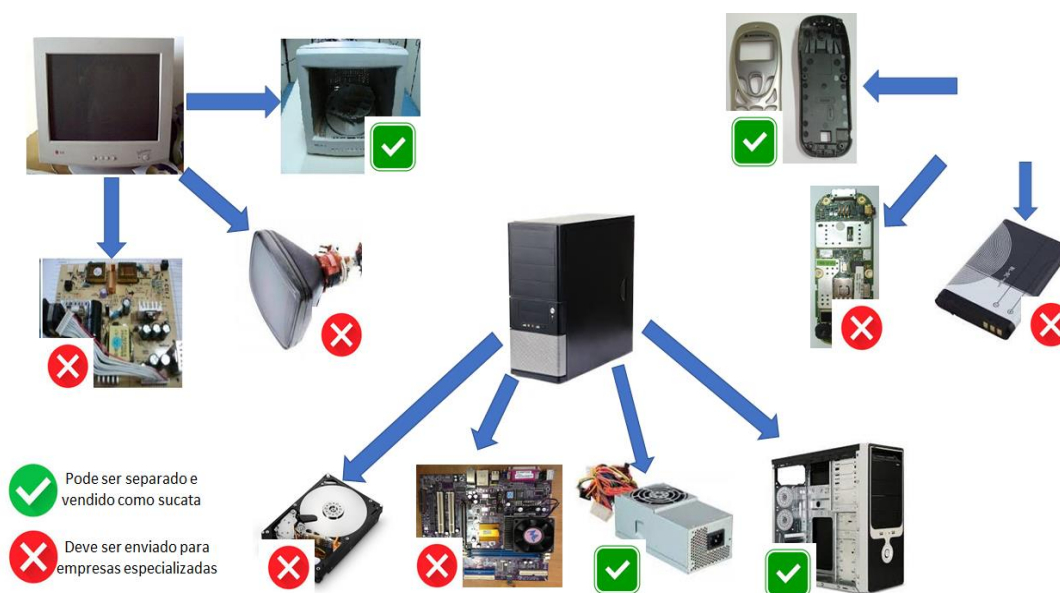 Pode ser separado e
vendido como sucata
Deve ser enviado para
empresas especializadas